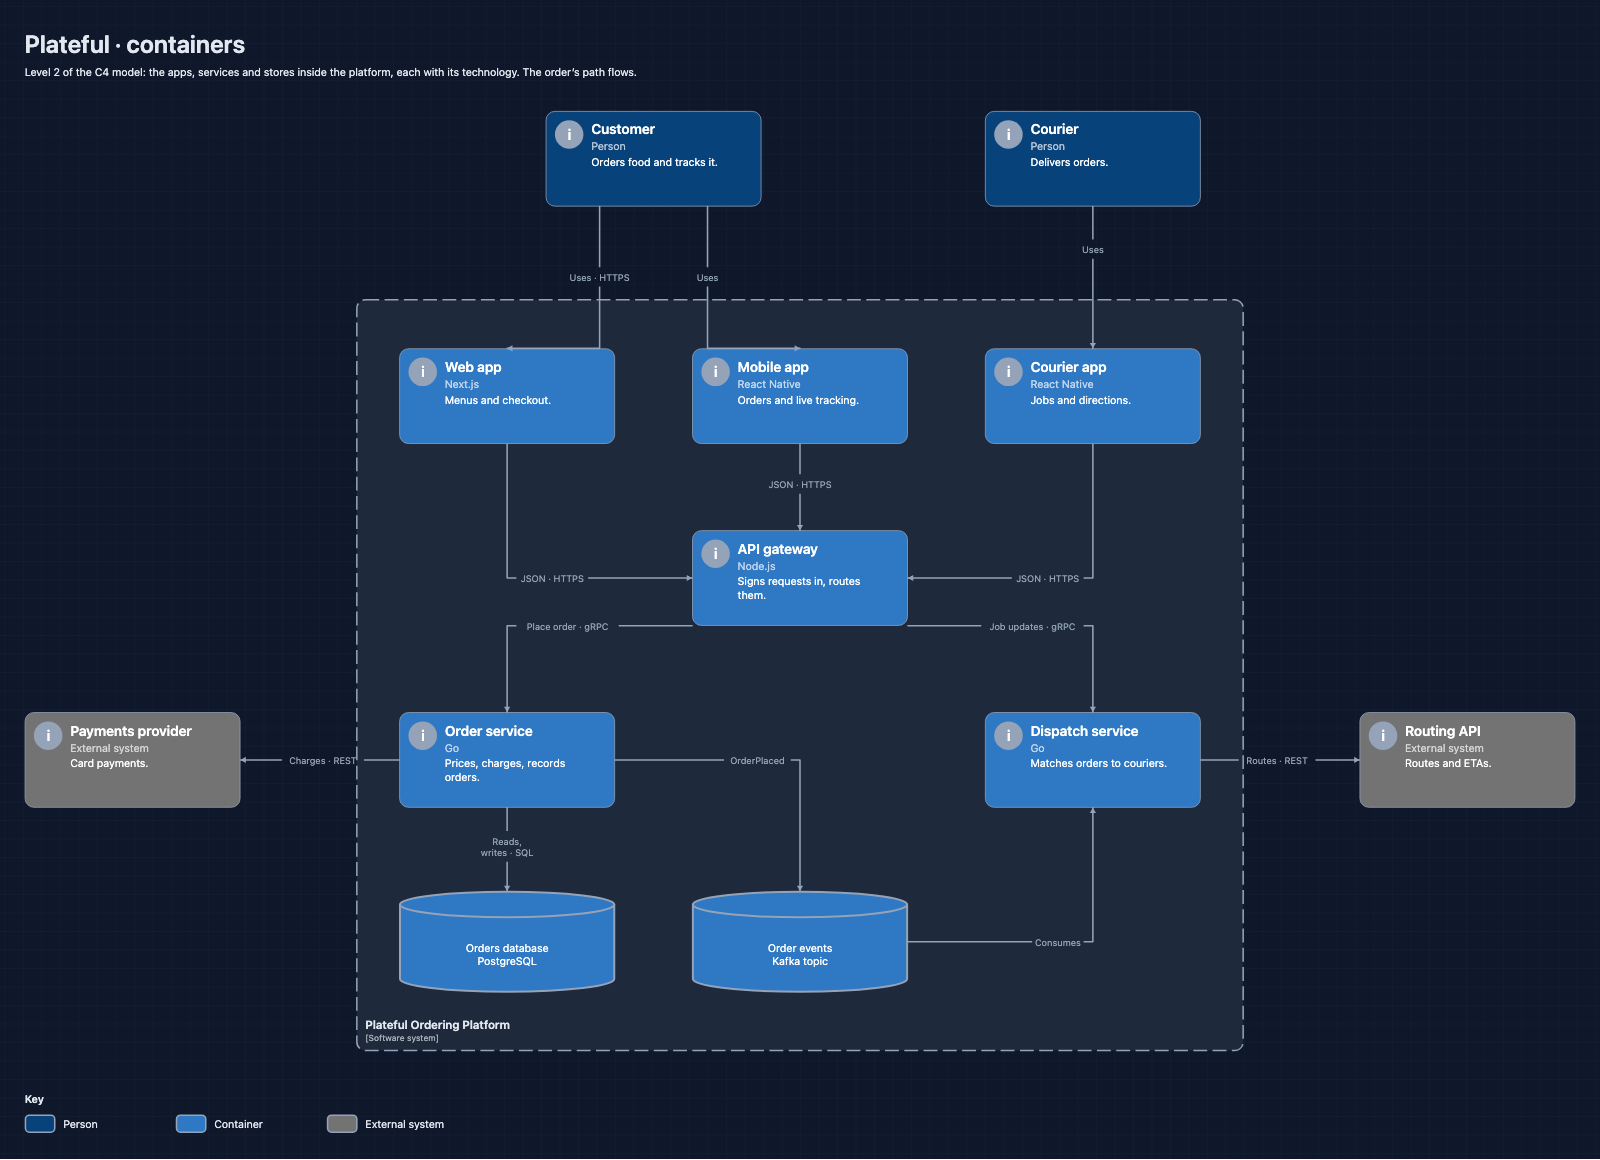 Plateful · containers
Level 2 of the C4 model: the apps, services and stores inside the platform, each with its technology. The order's path flows.
i
Customer
Person
Orders food and tracks it.
i
Courier
Person
Delivers orders.
Uses · HTTPS
Uses
Uses
i
Web app
Next.js
Menus and checkout.
i
Mobile app
React Native
Orders and live tracking.
i
Courier app
React Native
Jobs and directions.
JSON · HTTPS
i
API gateway
Node.js
Signs requests in, routes
them.
JSON · HTTPS
JSON · HTTPS
Place order · gRPC
Job updates · gRPC
i
Payments provider
External system
Card payments.
Charges · REST
i
Order service
Go
Prices, charges, records
orders.
OrderPlaced
i
Dispatch service
Go
Matches orders to couriers.
Routes · REST
i
Routing API
External system
Routes and ETAs.
Reads,
writes · SQL
Orders database
PostgreSQL
Order events
Kafka topic
Consumes
Plateful Ordering Platform
[Software system]
Key
Person
Container
External system